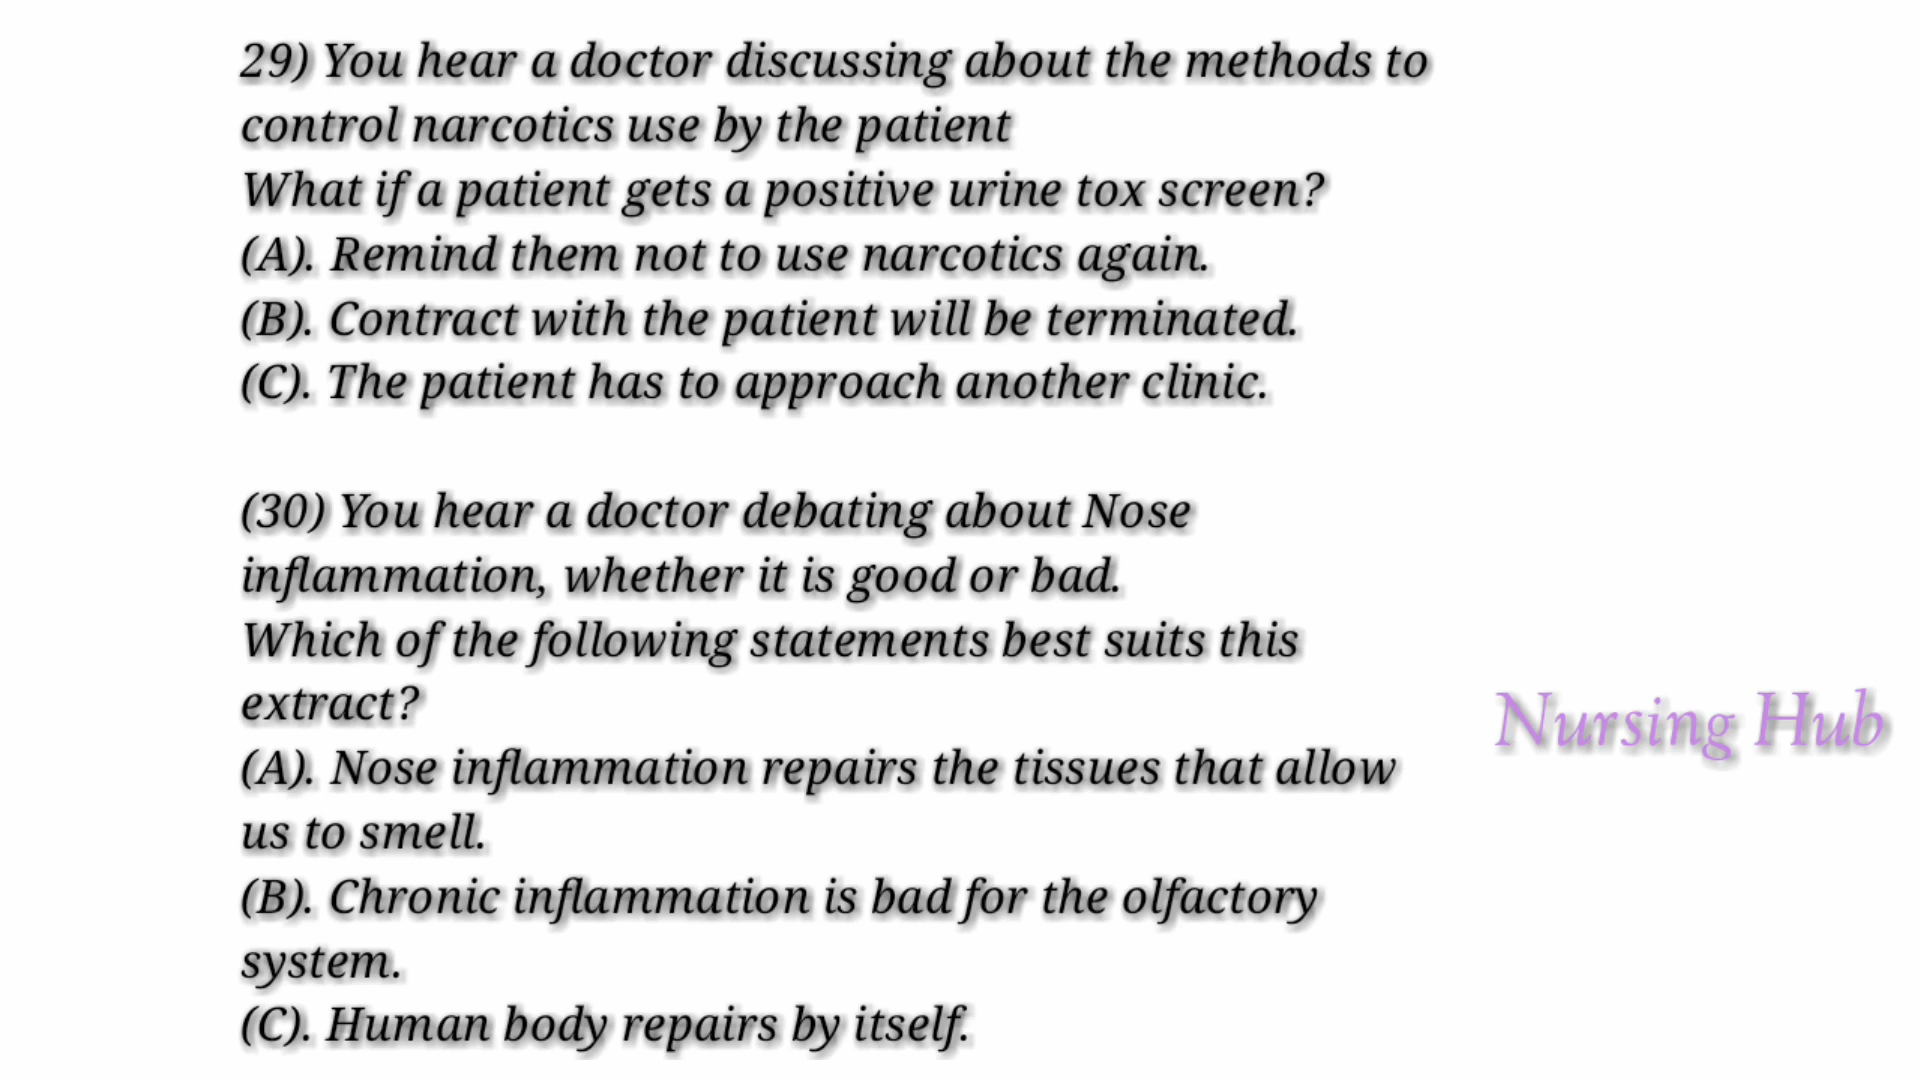 29) You hear a doctor discussing about the methods to
control narcotics use by the patient
What if a patient gets a positive urine tox screen?
(A). Remind them not to use narcotics again.
(B). Contract with the patient will be terminated.
(C). The patient has to approach another clinic.
(30) You hear a doctor debating about Nose
inflammation, whether it is good or bad.
Which of the following statements best suits this
extract?
(A). Nose inflammation repairs the tissues that allow
us to smell.
(B). Chronic inflammation is bad for the olfactory
system.
(C). Human body repairs by itself.
Nursing Hub